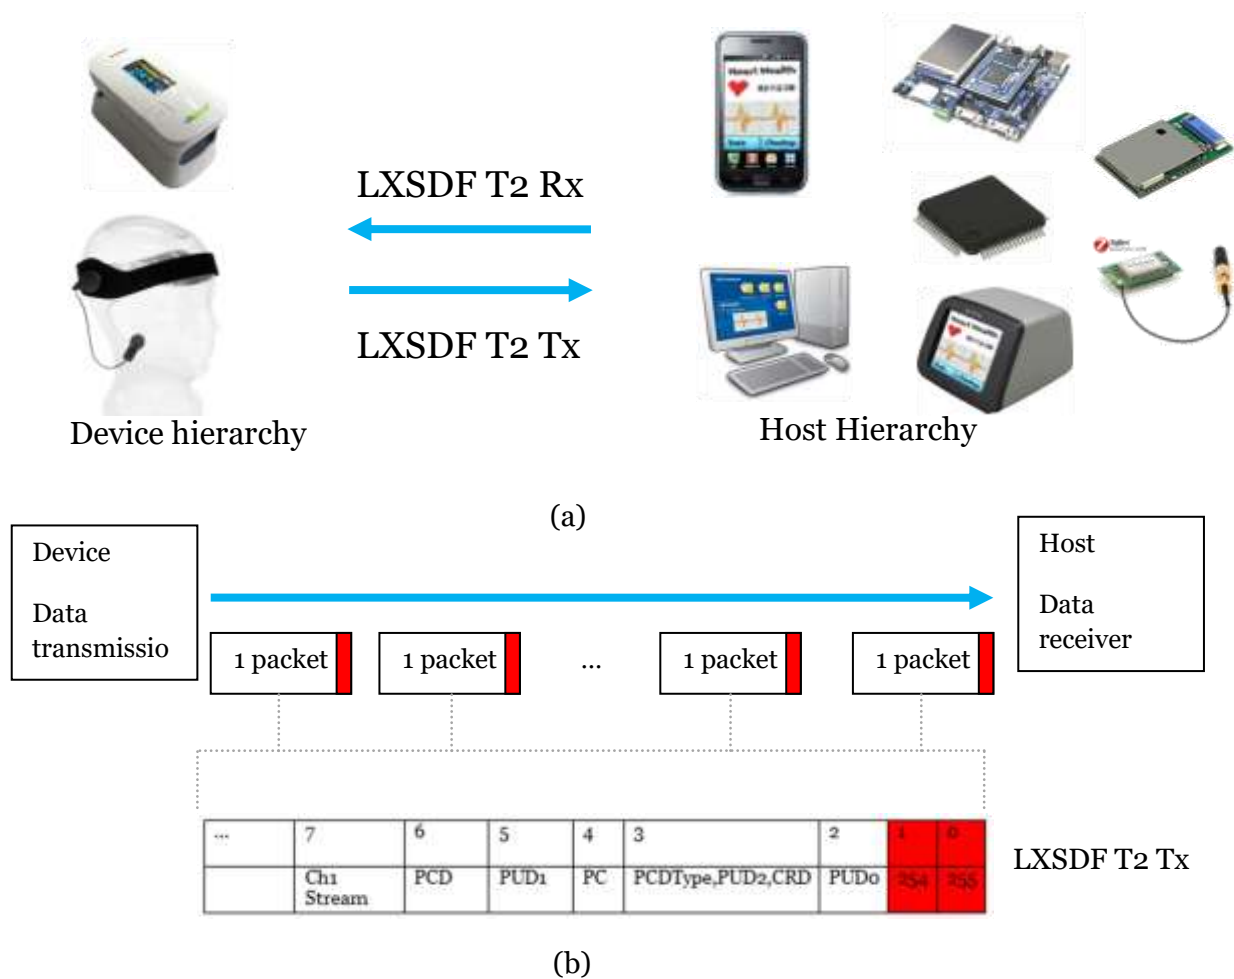 Heart Health
LXSDF T2 Rx
LXSDF T2 Tx
Device hierarchy
Host Hierarchy
(a)
Device
Data
transmissio
Host
Data
receiver
1 packet 1 packet ... 1 packet 1 packet
... 7 6 5 4 3 2 1 0
Ch1 PCD PUD1 PC PCDType,PUD2,CRD PUD0 254 255
Stream
LXSDF T2 Tx
(b)